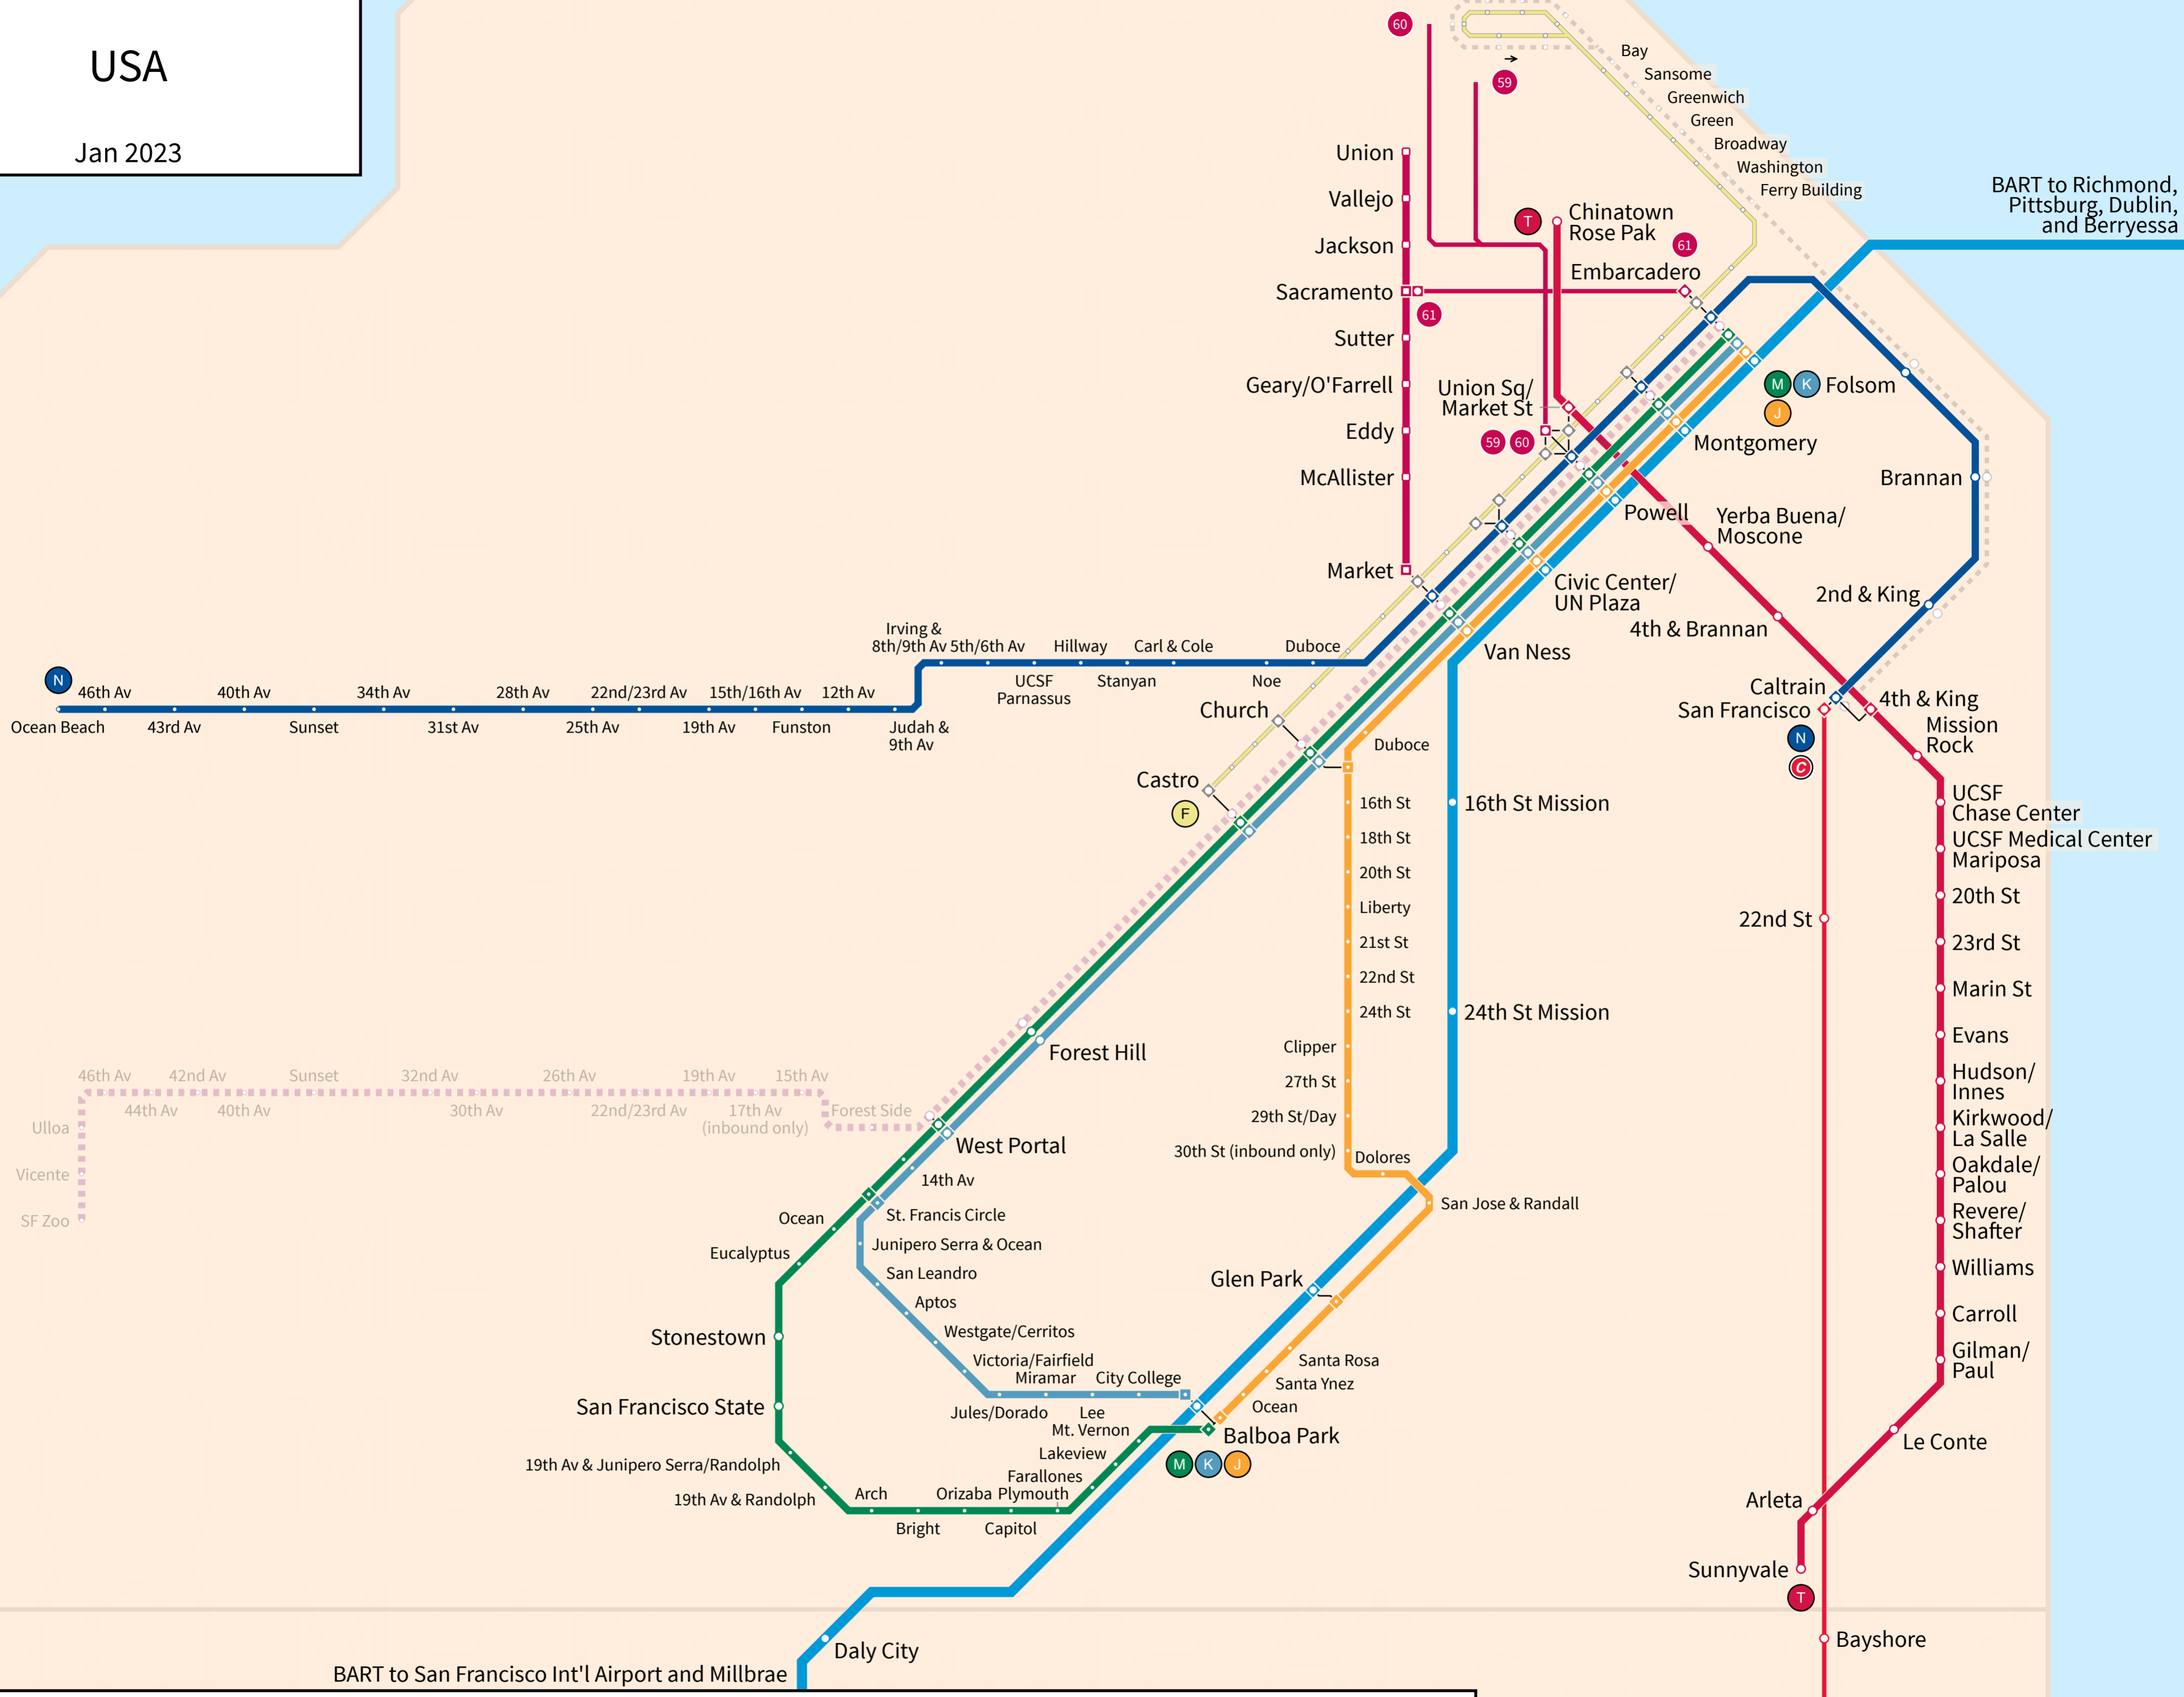 USA
Jan 2023
60
59
Bay
Sansome
Greenwich
Green
Broadway
Washington
Ferry Building
BART to Richmond,
Pittsburg, Dublin,
and Berryessa
Union
Vallejo
Jackson
Sacramento
Sutter
Geary/O'Farrell
Eddy
McAllister
Market
T
Chinatown
Rose Pak
61
Embarcadero
61
Union Sq/
Market St
59
60
M
K
J
Folsom
Montgomery
Brannan
Powell
Yerba Buena/
Moscone
Civic Center/
UN Plaza
2nd & King
4th & Brannan
Van Ness
Caltrain
San Francisco
4th & King
N
C
Mission
Rock
N
46th Av
40th Av
34th Av
28th Av
22nd/23rd Av
15th/16th Av
12th Av
Ocean Beach
43rd Av
Sunset
31st Av
25th Av
19th Av
Funston
Judah &
9th Av
Irving &
8th/9th Av
5th/6th Av
Hillway
Carl & Cole
Duboce
UCSF
Parnassus
Stanyan
Noe
Church
Castro
F
Duboce
16th St
18th St
20th St
Liberty
21st St
22nd St
24th St
Clipper
27th St
29th St/Day
30th St (inbound only)
Dolores
San Jose & Randall
16th St Mission
24th St Mission
22nd St
UCSF
Chase Center
UCSF Medical Center
Mariposa
20th St
23rd St
Marin St
Evans
Hudson/
Innes
Kirkwood/
La Salle
Oakdale/
Palou
Revere/
Shafter
Williams
Carroll
Gilman/
Paul
Le Conte
Arleta
Sunnyvale
T
Bayshore
Forest Hill
West Portal
46th Av
42nd Av
Sunset
32nd Av
26th Av
19th Av
15th Av
44th Av
40th Av
30th Av
22nd/23rd Av
17th Av
(inbound only)
Forest Side
Ulloa
Vicente
SF Zoo
14th Av
St. Francis Circle
Junipero Serra & Ocean
San Leandro
Aptos
Westgate/Cerritos
Victoria/Fairfield
Miramar
City College
Jules/Dorado
Lee
Ocean
Eucalyptus
Stonestown
San Francisco State
19th Av & Junipero Serra/Randolph
19th Av & Randolph
Arch
Orizaba
Plymouth
Bright
Capitol
Farallones
Lakeview
Mt. Vernon
Glen Park
Santa Rosa
Santa Ynez
Ocean
Balboa Park
M
K
J
Daly City
BART to San Francisco Int'l Airport and Millbrae